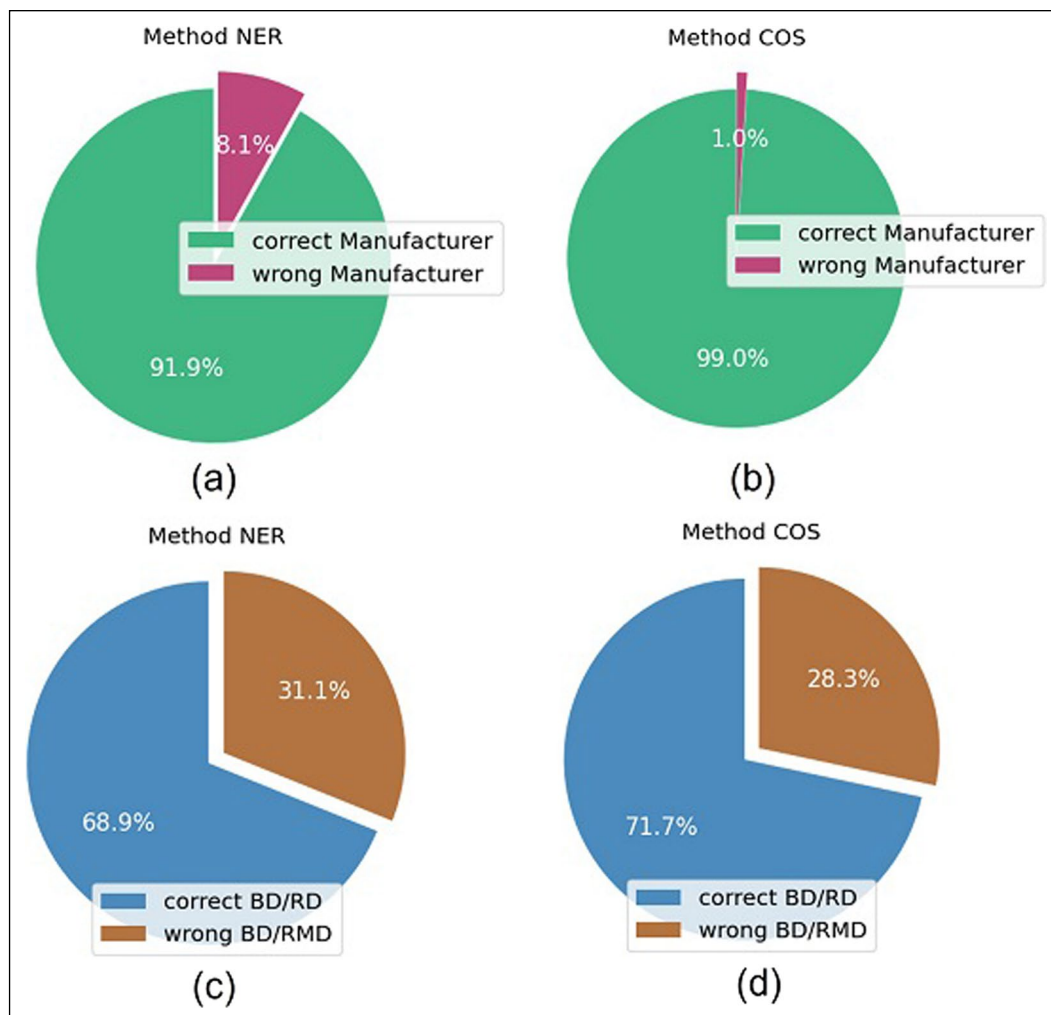 Method NER
8.1%
correct Manufacturer
wrong Manufacturer
91.9%
(a)
Method COS
1.0%
correct Manufacturer
wrong Manufacturer
99.0%
(b)
Method NER
31.1%
68.9%
correct BD/RD
wrong BD/RMD
(c)
Method COS
28.3%
71.7%
correct BD/RD
wrong BD/RMD
(d)